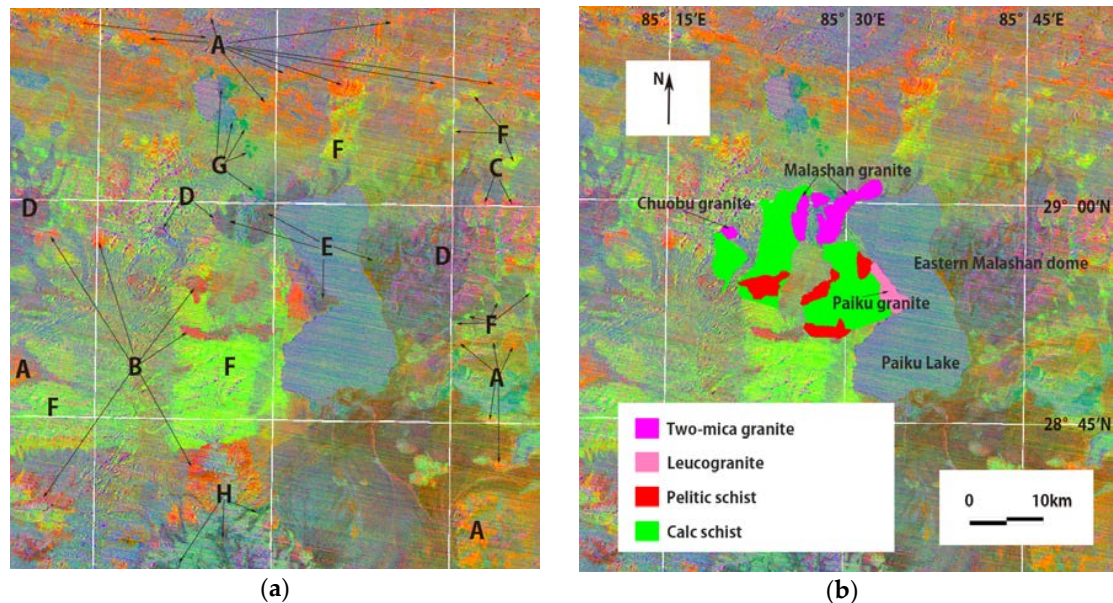 A
F
F
G
C
D
D
E
D
F
A
B
F
A
F
H
A
(a)
85° 15'E 85° 30'E 85° 45'E
N
Malashan granite
Chuobu granite
29° 00'N
Eastern Malashan dome
Paiku granite
Paiku Lake
28° 45'N
Two-mica granite
Leucogranite
Pelitic schist
Calc schist
0 10km
(b)